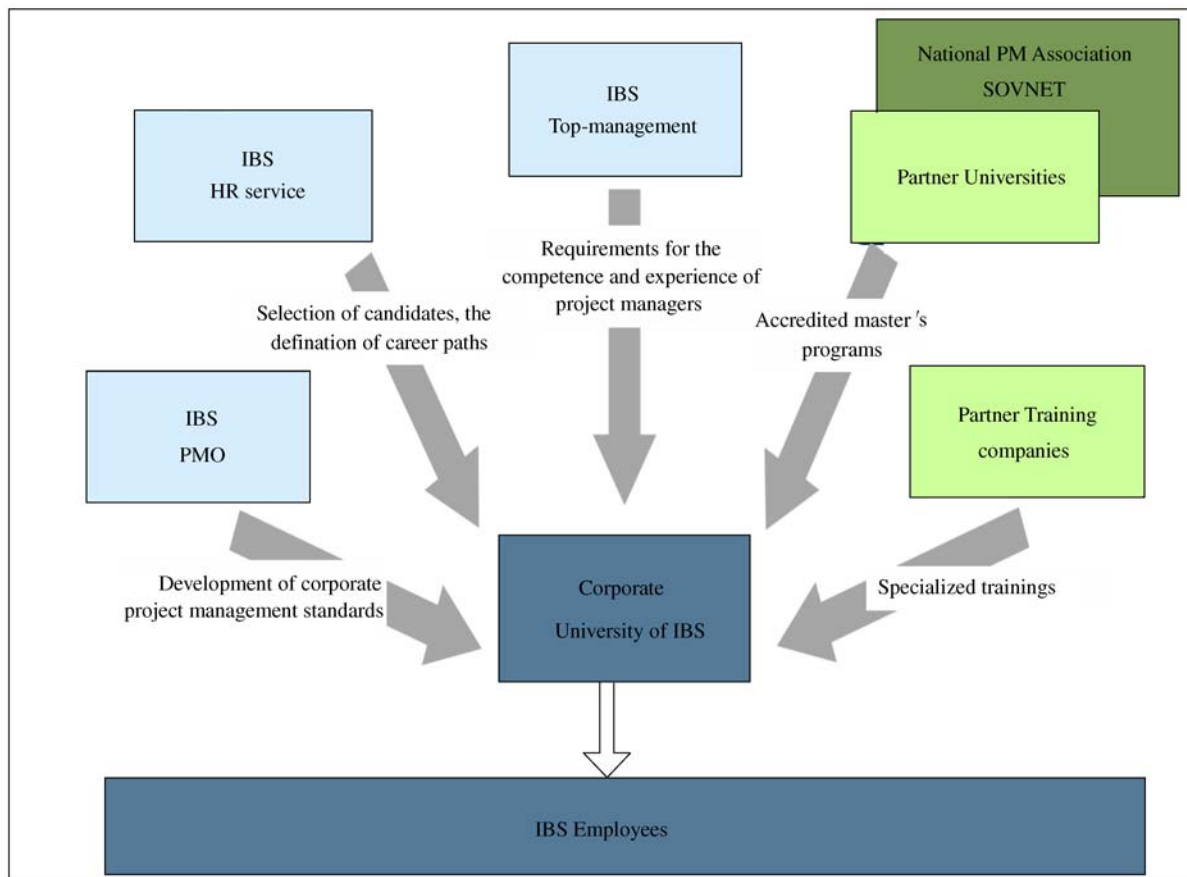 National PM Association
SOVNET
IBS
Top-management
IBS
HR service
Partner Universities
Requirements for the
competence and experience of
project managers
Selection of candidates, the
defination of career paths
Accredited master's
programs
IBS
PMO
Partner Training
companies
Development of corporate
project management standards
Corporate
University of IBS
Specialized trainings
IBS Employees